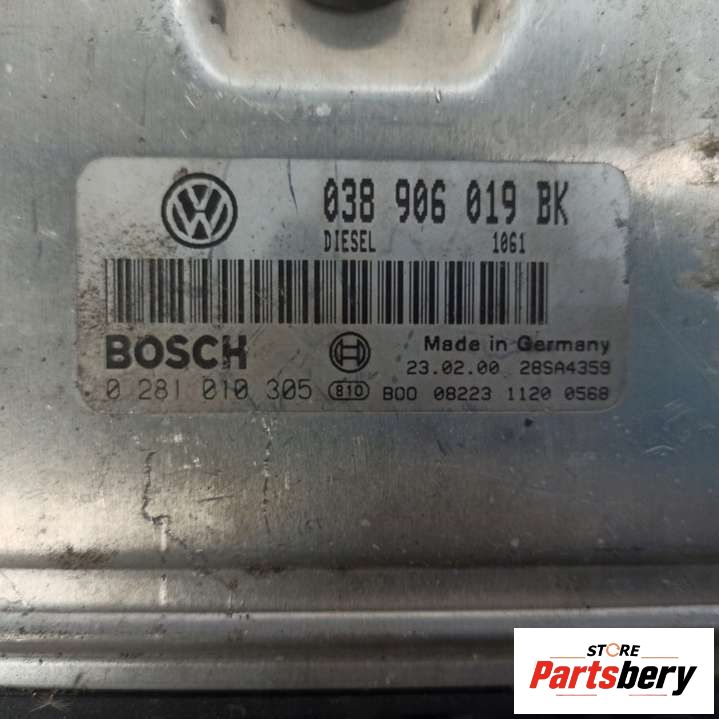 038 906 019 BK
DIESEL 1061
BOSCH
Made in Germany
23.02.00 28SA4359
0 281 010 305 810 B00 08223 1120 0568
STORE
Partsbery